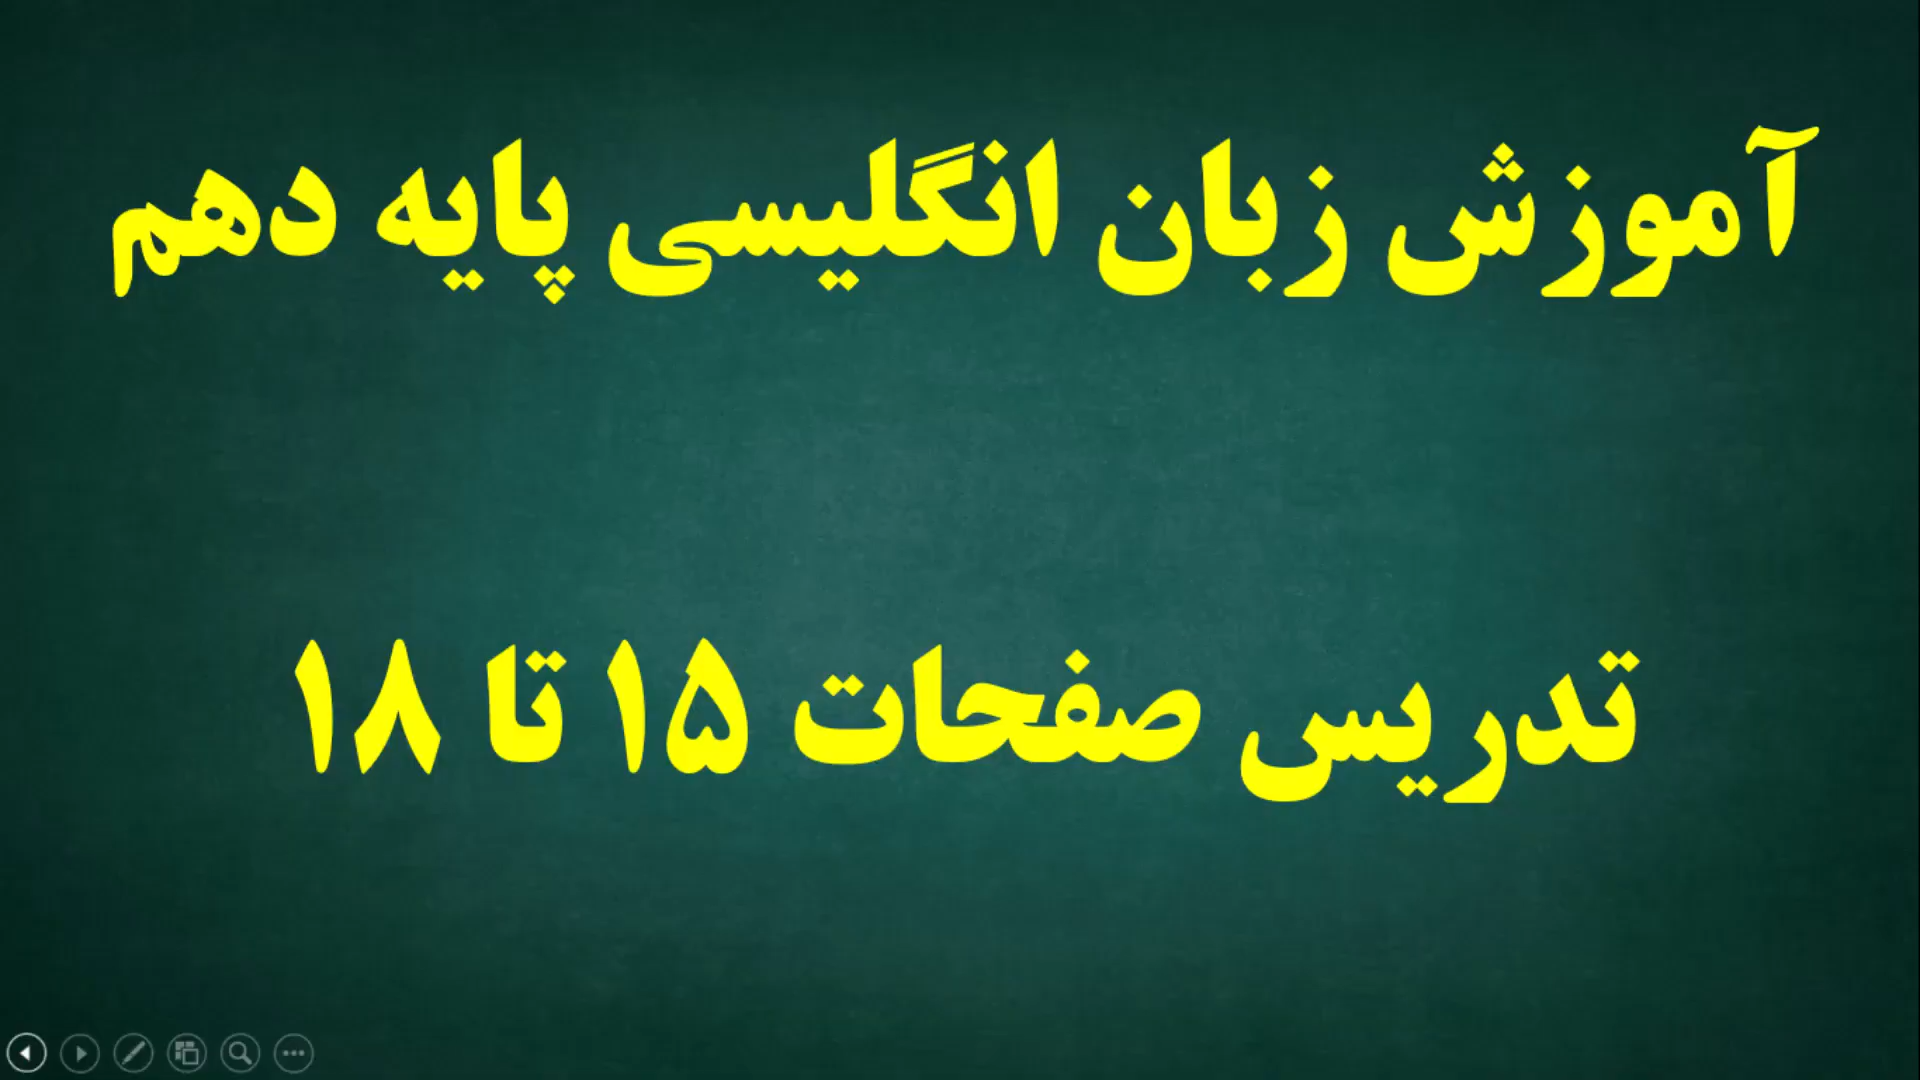 آموزش زبان انگلیسی پایه دهم
تدریس صفحات ۱۵ تا ۱۸